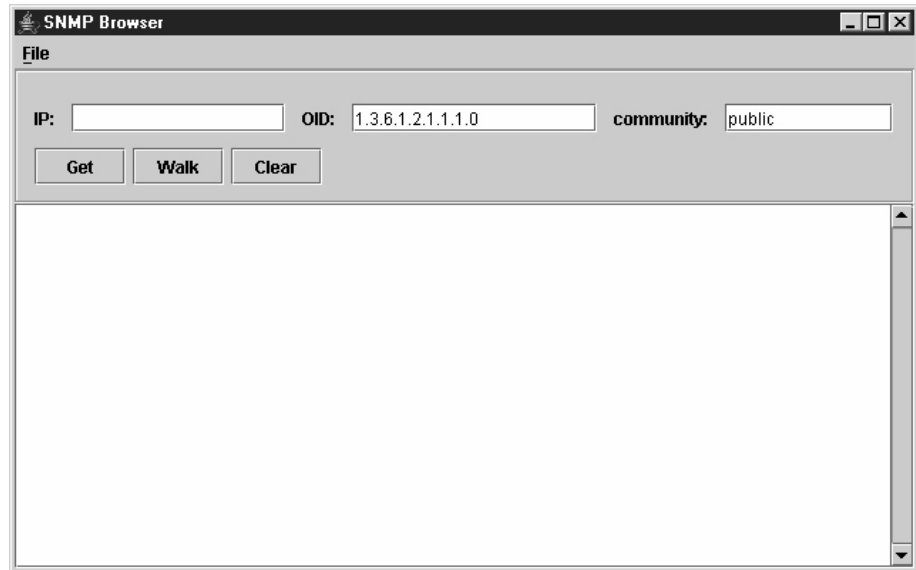 SNMP Browser
File
IP: OID: 1.3.6.1.2.1.1.1.0 community: public
Get Walk Clear